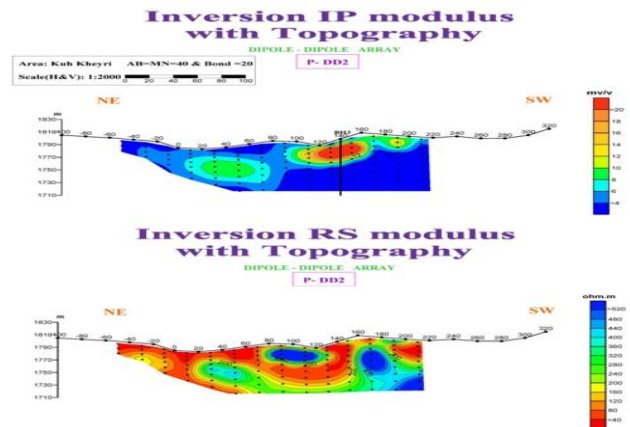 Inversion IP modulus
with Topography
DIPOLE - DIPOLE ARRAY
P- DD2
Area: Kuh Kheyri AB=MN=40 & Bond =20
Scale(H&V): 1:2000 0 20 40 60 80 100
NE
SW
mv/v
m
1830
1810
1790
1770
1750
1730
1710
-80 -60 -40 -20 0 20 40 60 80 100 120 140 160 180 200 220 240 260 280 300 320
>20
18
16
14
12
10
8
6
<4
Inversion RS modulus
with Topography
DIPOLE - DIPOLE ARRAY
P- DD2
NE
SW
ohm.m
m
1830
1810
1790
1770
1750
1730
1710
-80 -60 -40 -20 0 20 40 60 80 100 120 140 160 180 200 220 240 260 280 300 320
>520
480
440
400
360
320
280
240
200
160
120
80
<40